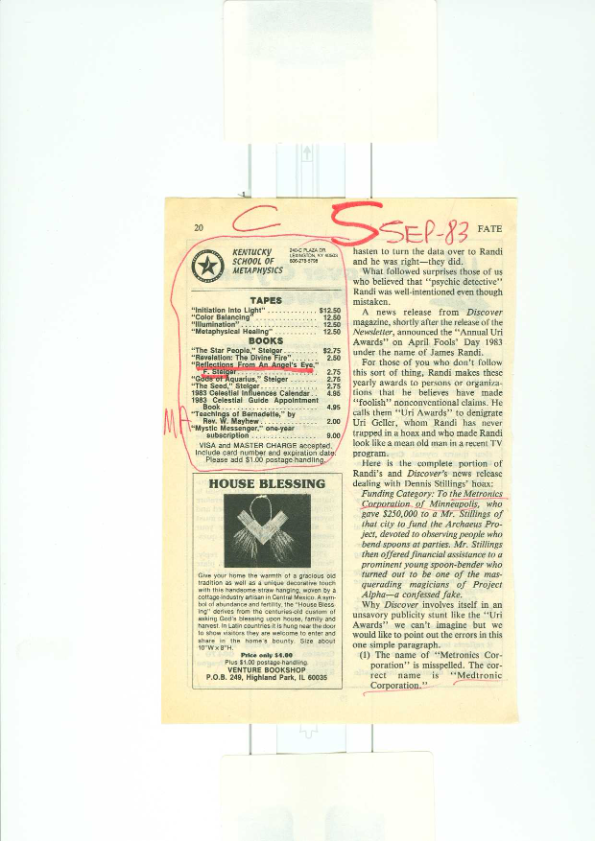 20
C
5
SEP-83
FATE
KENTUCKY
SCHOOL OF
METAPHYSICS
TAPES
"Initiation Into Light" . . . . . . . . . . . . $12.50
"Color Balancing" . . . . . . . . . . . . . . . 12.50
"Illumination" . . . . . . . . . . . . . . . . . . 12.50
"Metaphysical Healing" . . . . . . . . . . . 12.50
BOOKS
"The Star People," Steiger . . . . . . . . . $2.75
"Revelation: The Divine Fire" . . . . . . . 2.50
"Reflections From An Angel's Eye,"
F. Steiger . . . . . . . . . . . . . . . . . . . . 2.75
"Gods of Aquarius," Steiger . . . . . . . . 2.75
"The Seed," Steiger . . . . . . . . . . . . . . 2.75
1983 Celestial Influences Calendar . . 4.95
1983 Celestial Guide Appointment
Book . . . . . . . . . . . . . . . . . . . . . . . . 4.95
"Teachings of Bernadette," by
Rev. W. Mayhew . . . . . . . . . . . . . . . 2.00
"Mystic Messenger," one-year
subscription . . . . . . . . . . . . . . . . . . 9.00
VISA and MASTER CHARGE accepted.
Include card number and expiration date.
Please add $1.00 postage/handling.
MA
HOUSE BLESSING
Give your home the warmth of a gracious old
tradition as well as a unique decorative touch
with this handsome straw hanging, woven by a
cottage-industry artisan in Central Mexico. A sym-
bol of abundance and fertility, the "House Bless-
ing" derives from the centuries-old custom of
asking God's blessing upon house, family and
harvest. In Latin countries it is hung near the door
to show visitors they are welcome to enter and
share in the home's bounty. Size about
10"W x 8"H.
Price only $4.00
Plus $1.00 postage-handling.
VENTURE BOOKSHOP
P.O.B. 249, Highland Park, IL 60035
hasten to turn the data over to Randi
and he was right—they did.
What followed surprises those of us
who believed that "psychic detective"
Randi was well-intentioned even though
mistaken.
A news release from Discover
magazine, shortly after the release of the
Newsletter, announced the "Annual Uri
Awards" on April Fools' Day 1983
under the name of James Randi.
For those of you who don't follow
this sort of thing, Randi makes these
yearly awards to persons or organiza-
tions that he believes have made
"foolish" nonconventional claims. He
calls them "Uri Awards" to denigrate
Uri Geller, whom Randi has never
trapped in a hoax and who made Randi
look like a mean old man in a recent TV
program.
Here is the complete portion of
Randi's and Discover's news release
dealing with Dennis Stillings' hoax:
Funding Category: To the Metronics
Corporation of Minneapolis, who
gave $250,000 to a Mr. Stillings of
that city to fund the Archaeus Pro-
ject, devoted to observing people who
bend spoons at parties. Mr. Stillings
then offered financial assistance to a
prominent young spoon-bender who
turned out to be one of the mas-
querading magicians of Project
Alpha—a confessed fake.
Why Discover involves itself in an
unsavory publicity stunt like the "Uri
Awards" we can't imagine but we
would like to point out the errors in this
one simple paragraph.
(1) The name of "Metronics Cor-
poration" is misspelled. The cor-
rect name is "Medtronic
Corporation."